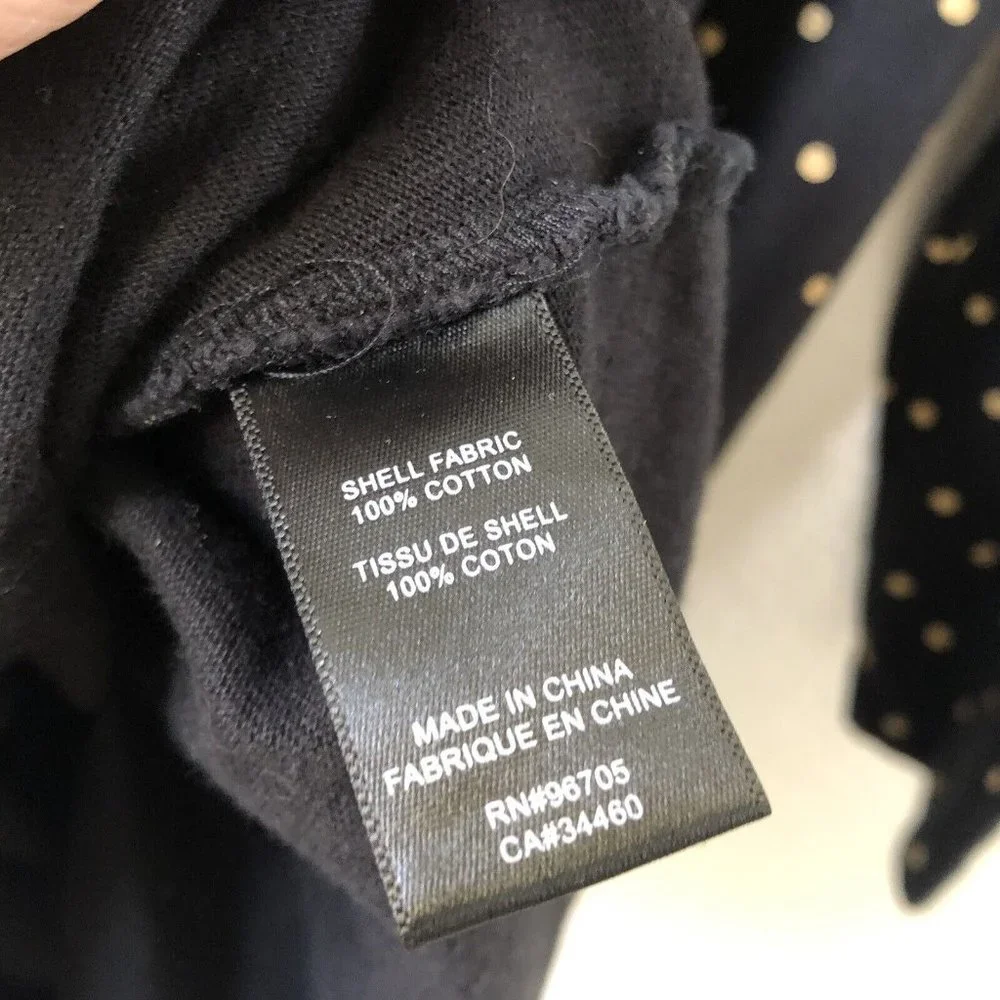 SHELL FABRIC
100% COTTON
TISSU DE SHELL
100% COTON
MADE IN CHINA
FABRIQUE EN CHINE
RN#96705
CA#34460